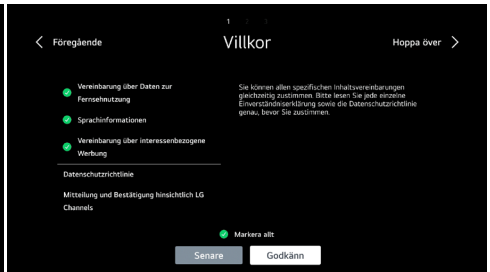 1 2 3
Föregående
Villkor
Hoppa över
Vereinbarung über Daten zur
Fernsehnutzung
Sprachinformationen
Vereinbarung über interessenbezogene
Werbung
Datenschutzrichtlinie
Mitteilung und Bestätigung hinsichtlich LG
Channels
Sie können allen spezifischen Inhaltsvereinbarungen
gleichzeitig zustimmen. Bitte lesen Sie jede einzelne
Einverständniserklärung sowie die Datenschutzrichtlinie
genau, bevor Sie zustimmen.
Markera allt
Senare
Godkänn